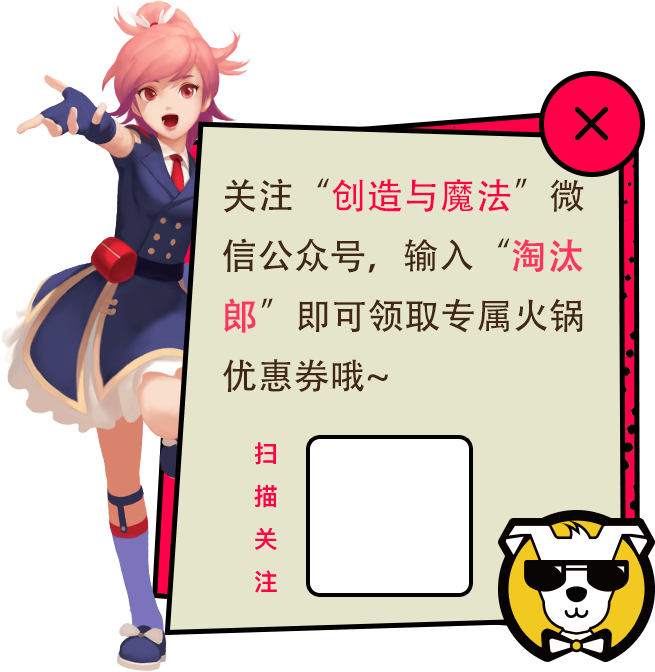 关注“创造与魔法”微
信公众号，输入“淘汰
郎”即可领取专属火锅
优惠券哦~
扫描关注